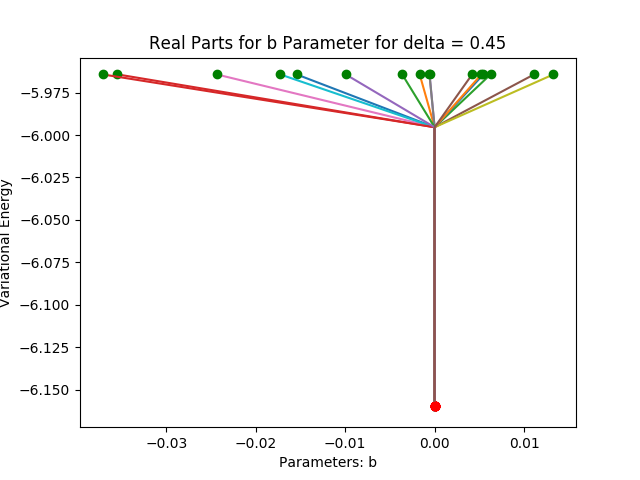 Real Parts for b Parameter for delta = 0.45
Variational Energy
−5.975
−6.000
−6.025
−6.050
−6.075
−6.100
−6.125
−6.150
−0.03 −0.02 −0.01 0.00 0.01
Parameters: b